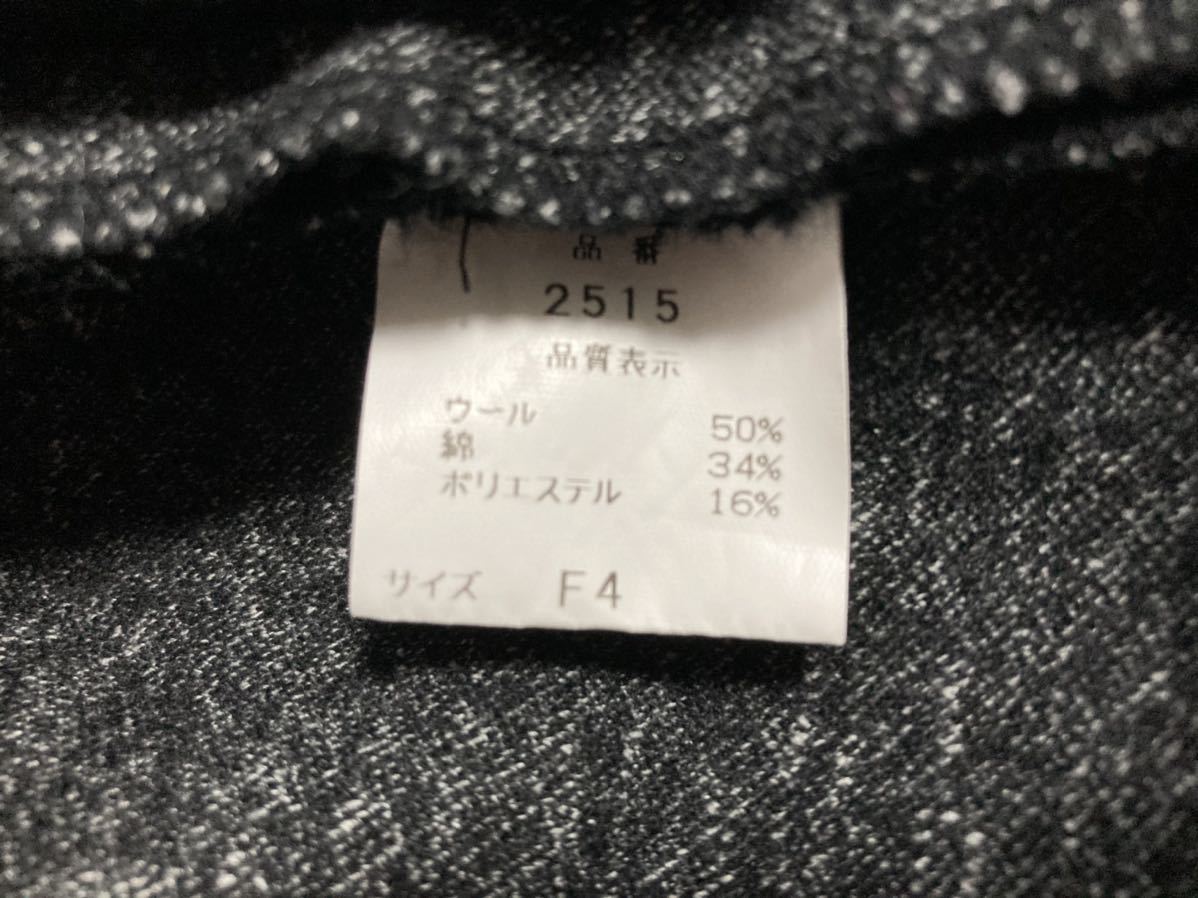 品番
2515
品質表示
ウール 50%
綿 34%
ポリエステル 16%
サイズ F4